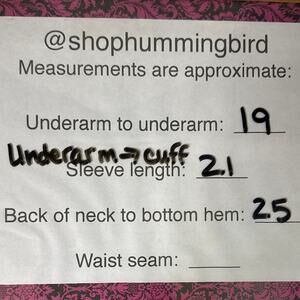 @shophummingbird
Measurements are approximate:
Underarm to underarm: 19
Underarm → cuff
Sleeve length: 21
Back of neck to bottom hem: 25
Waist seam: ____